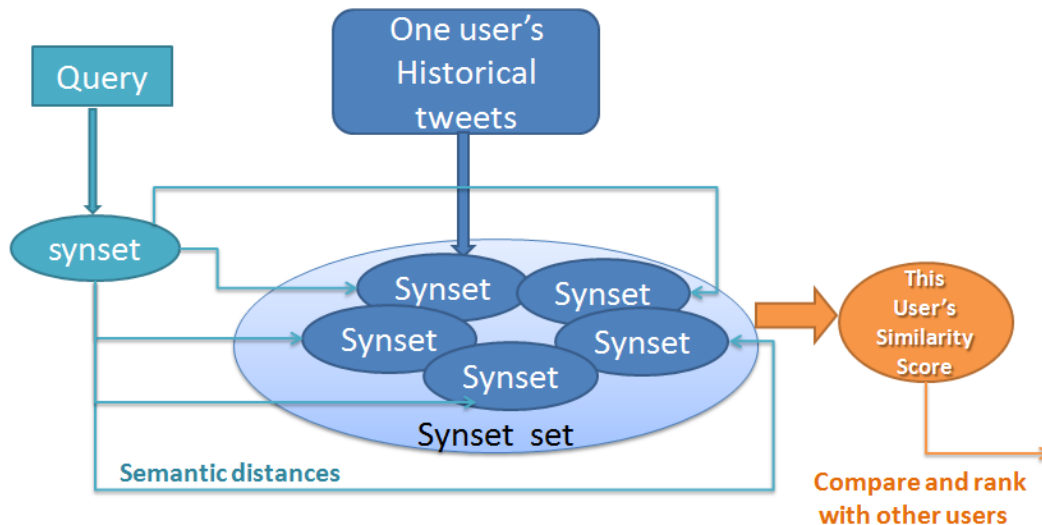 Query
One user's
Historical
tweets
synset
Synset
Synset
Synset
Synset
Synset
Synset set
Semantic distances
This
User's
Similarity
Score
Compare and rank
with other users